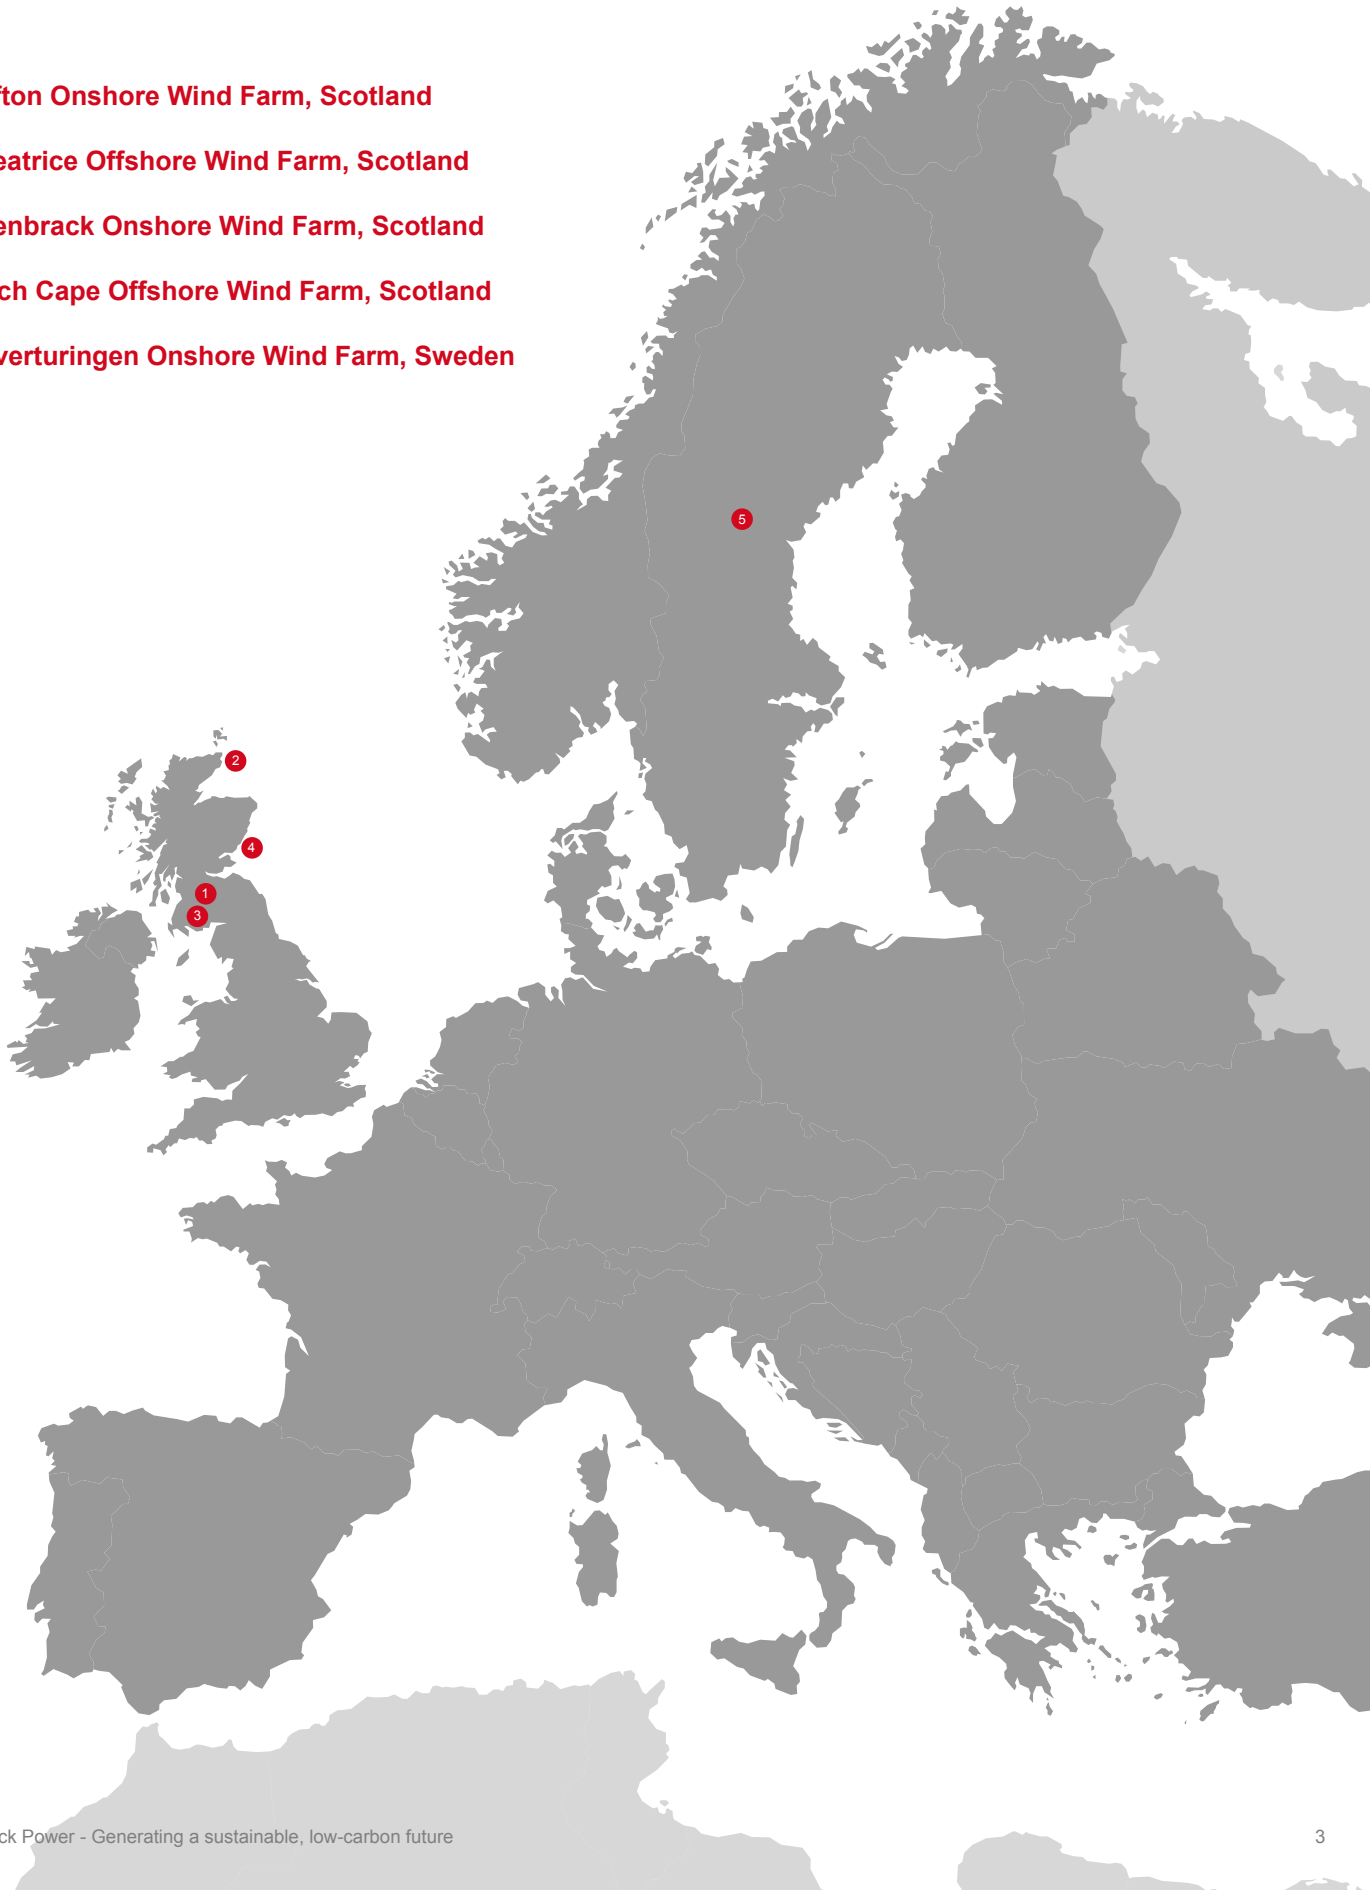 fton Onshore Wind Farm, Scotland
eatrice Offshore Wind Farm, Scotland
enbrack Onshore Wind Farm, Scotland
ch Cape Offshore Wind Farm, Scotland
verturingen Onshore Wind Farm, Sweden
5
2
4
1
3
ck Power - Generating a sustainable, low-carbon future
3